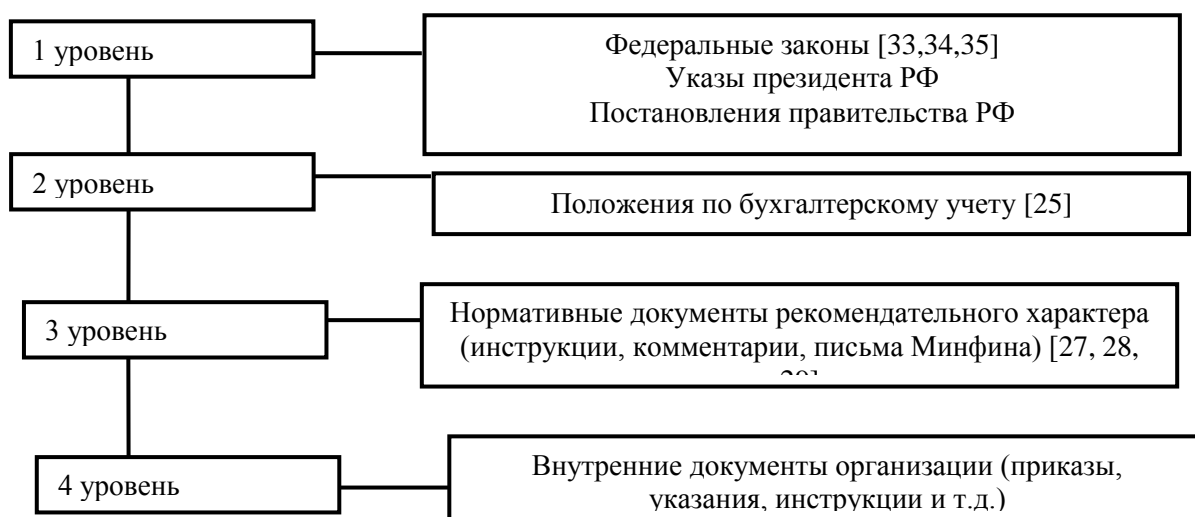 1 уровень
Федеральные законы [33,34,35]
Указы президента РФ
Постановления правительства РФ
2 уровень
Положения по бухгалтерскому учету [25]
3 уровень
Нормативные документы рекомендательного характера
(инструкции, комментарии, письма Минфина) [27, 28,
4 уровень
Внутренние документы организации (приказы,
указания, инструкции и т.д.)